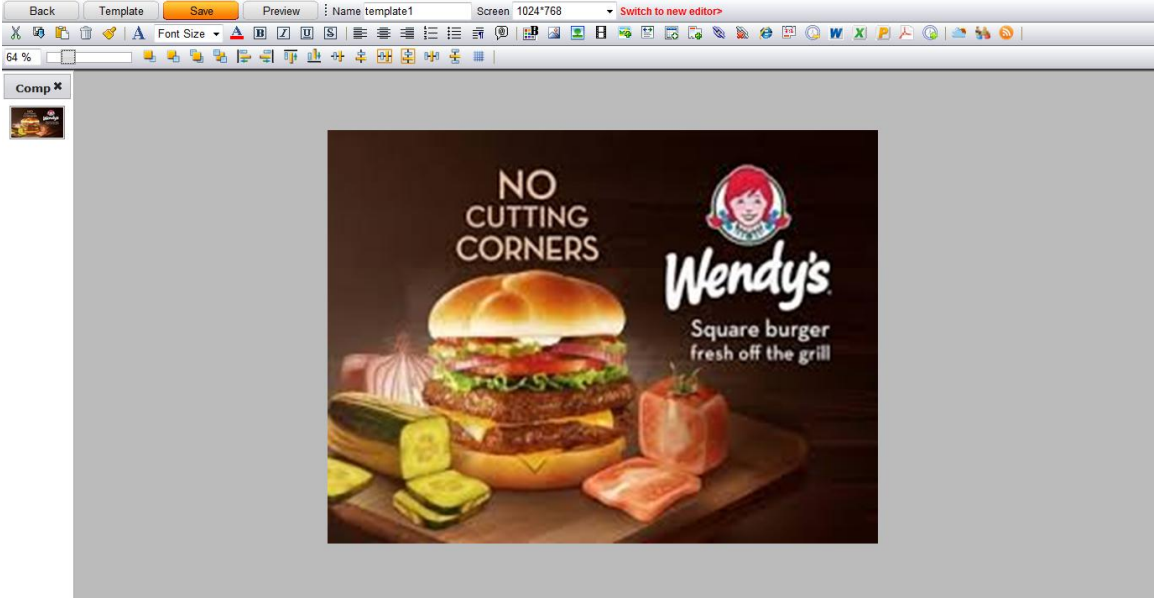 Back Template Save Preview Name template1 Screen 1024*768 Switch to new editor>
Font Size
64 %
Comp
NO
CUTTING
CORNERS
Wendy's
Square burger
fresh off the grill